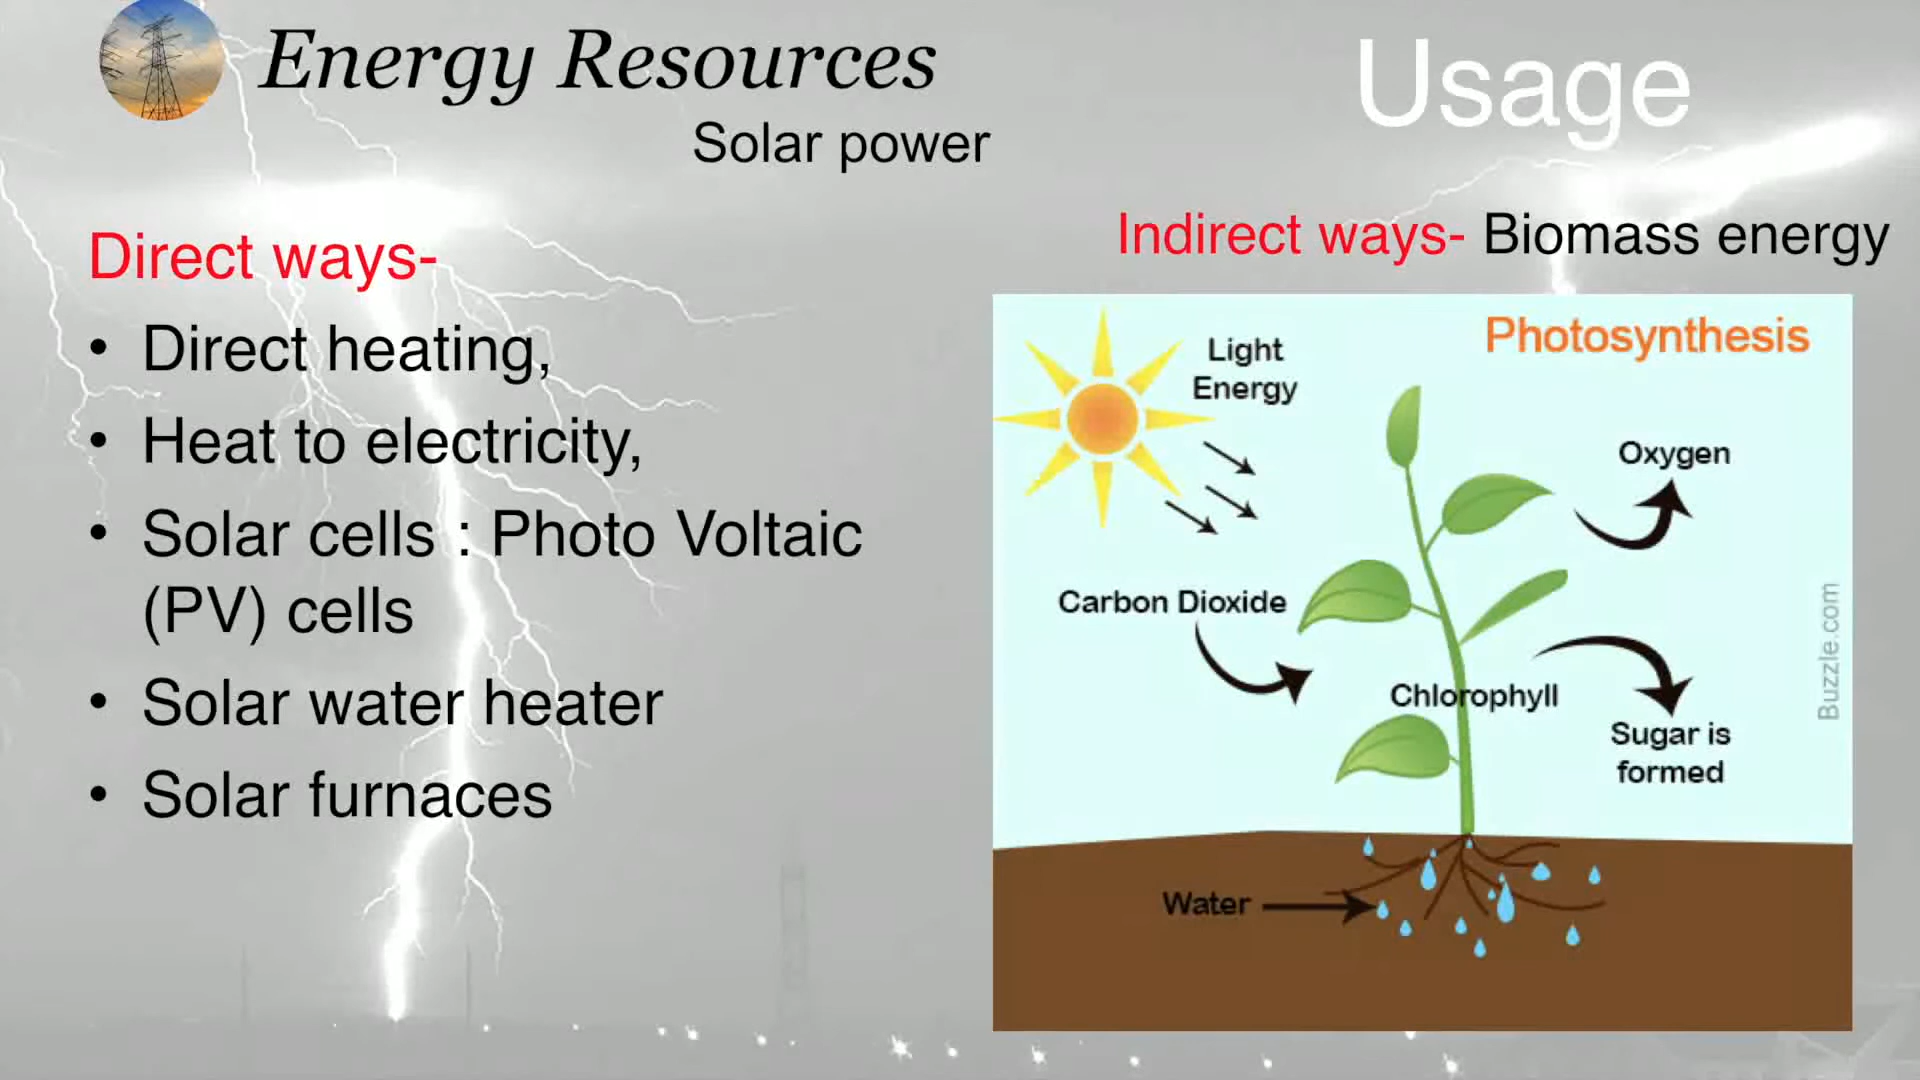 Energy Resources
Solar power
Usage
Direct ways-
• Direct heating,
• Heat to electricity,
• Solar cells : Photo Voltaic
(PV) cells
• Solar water heater
• Solar furnaces
Indirect ways- Biomass energy
Photosynthesis
Light
Energy
Oxygen
Carbon Dioxide
Chlorophyll
Sugar is
formed
Water
Buzzle.com